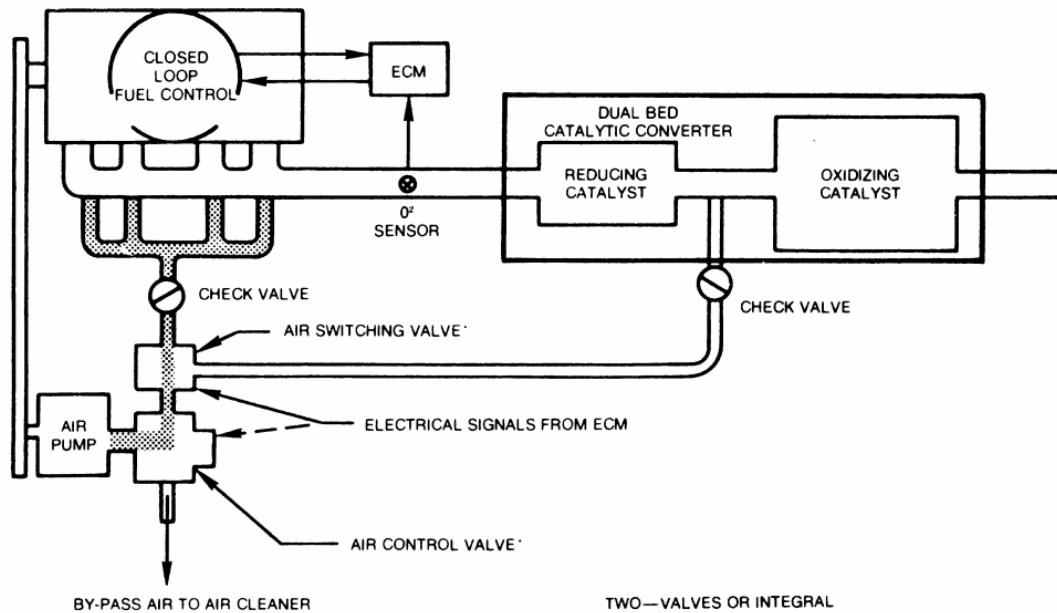 CLOSED
LOOP
FUEL CONTROL
ECM
DUAL BED
CATALYTIC CONVERTER
REDUCING
CATALYST
OXIDIZING
CATALYST
O²
SENSOR
CHECK VALVE
CHECK VALVE
AIR SWITCHING VALVE*
ELECTRICAL SIGNALS FROM ECM
AIR
PUMP
AIR CONTROL VALVE*
BY-PASS AIR TO AIR CLEANER
TWO—VALVES OR INTEGRAL